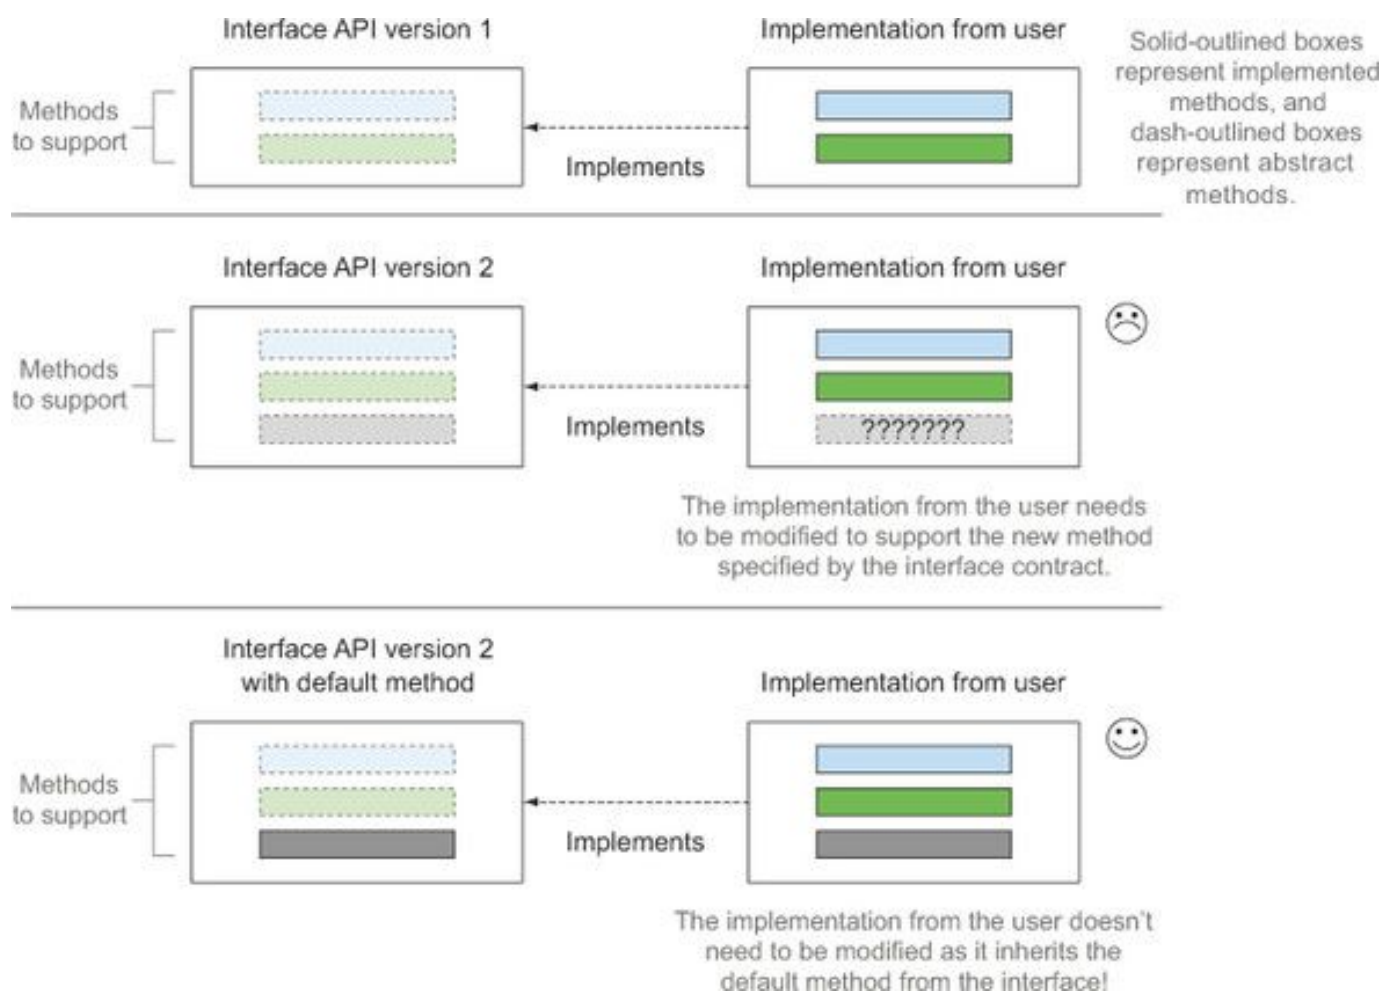 Interface API version 1
Implementation from user
Solid-outlined boxes
represent implemented
methods, and
dash-outlined boxes
represent abstract
methods.
Methods
to support
Implements
Interface API version 2
Implementation from user
Methods
to support
Implements
???????
The implementation from the user needs
to be modified to support the new method
specified by the interface contract.
Interface API version 2
with default method
Implementation from user
Methods
to support
Implements
The implementation from the user doesn't
need to be modified as it inherits the
default method from the interface!